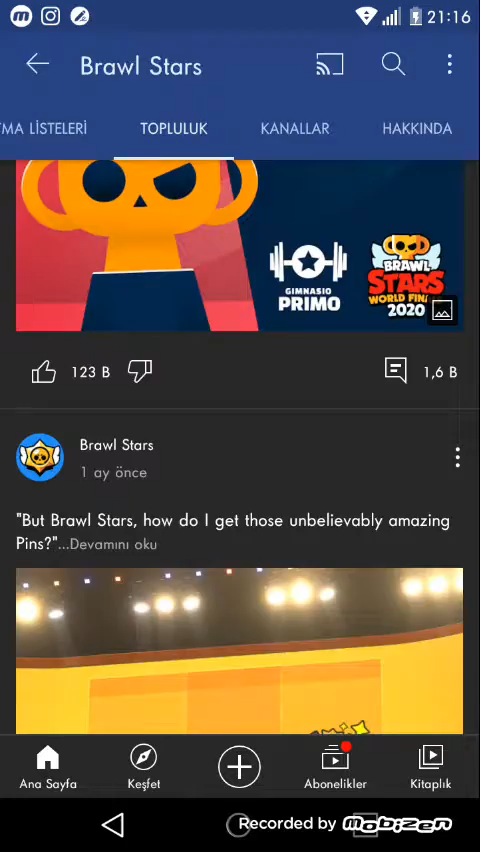 21:16
Brawl Stars
TMA LİSTELERİ
TOPLULUK
KANALLAR
HAKKINDA
GIMNASIO
PRIMO
BRAWL
STARS
WORLD FIN
2020
123 B
1,6 B
Brawl Stars
1 ay önce
"But Brawl Stars, how do I get those unbelievably amazing
Pins?"...Devamını oku
Ana Sayfa
Keşfet
Abonelikler
Kitaplık
Recorded by mobizen